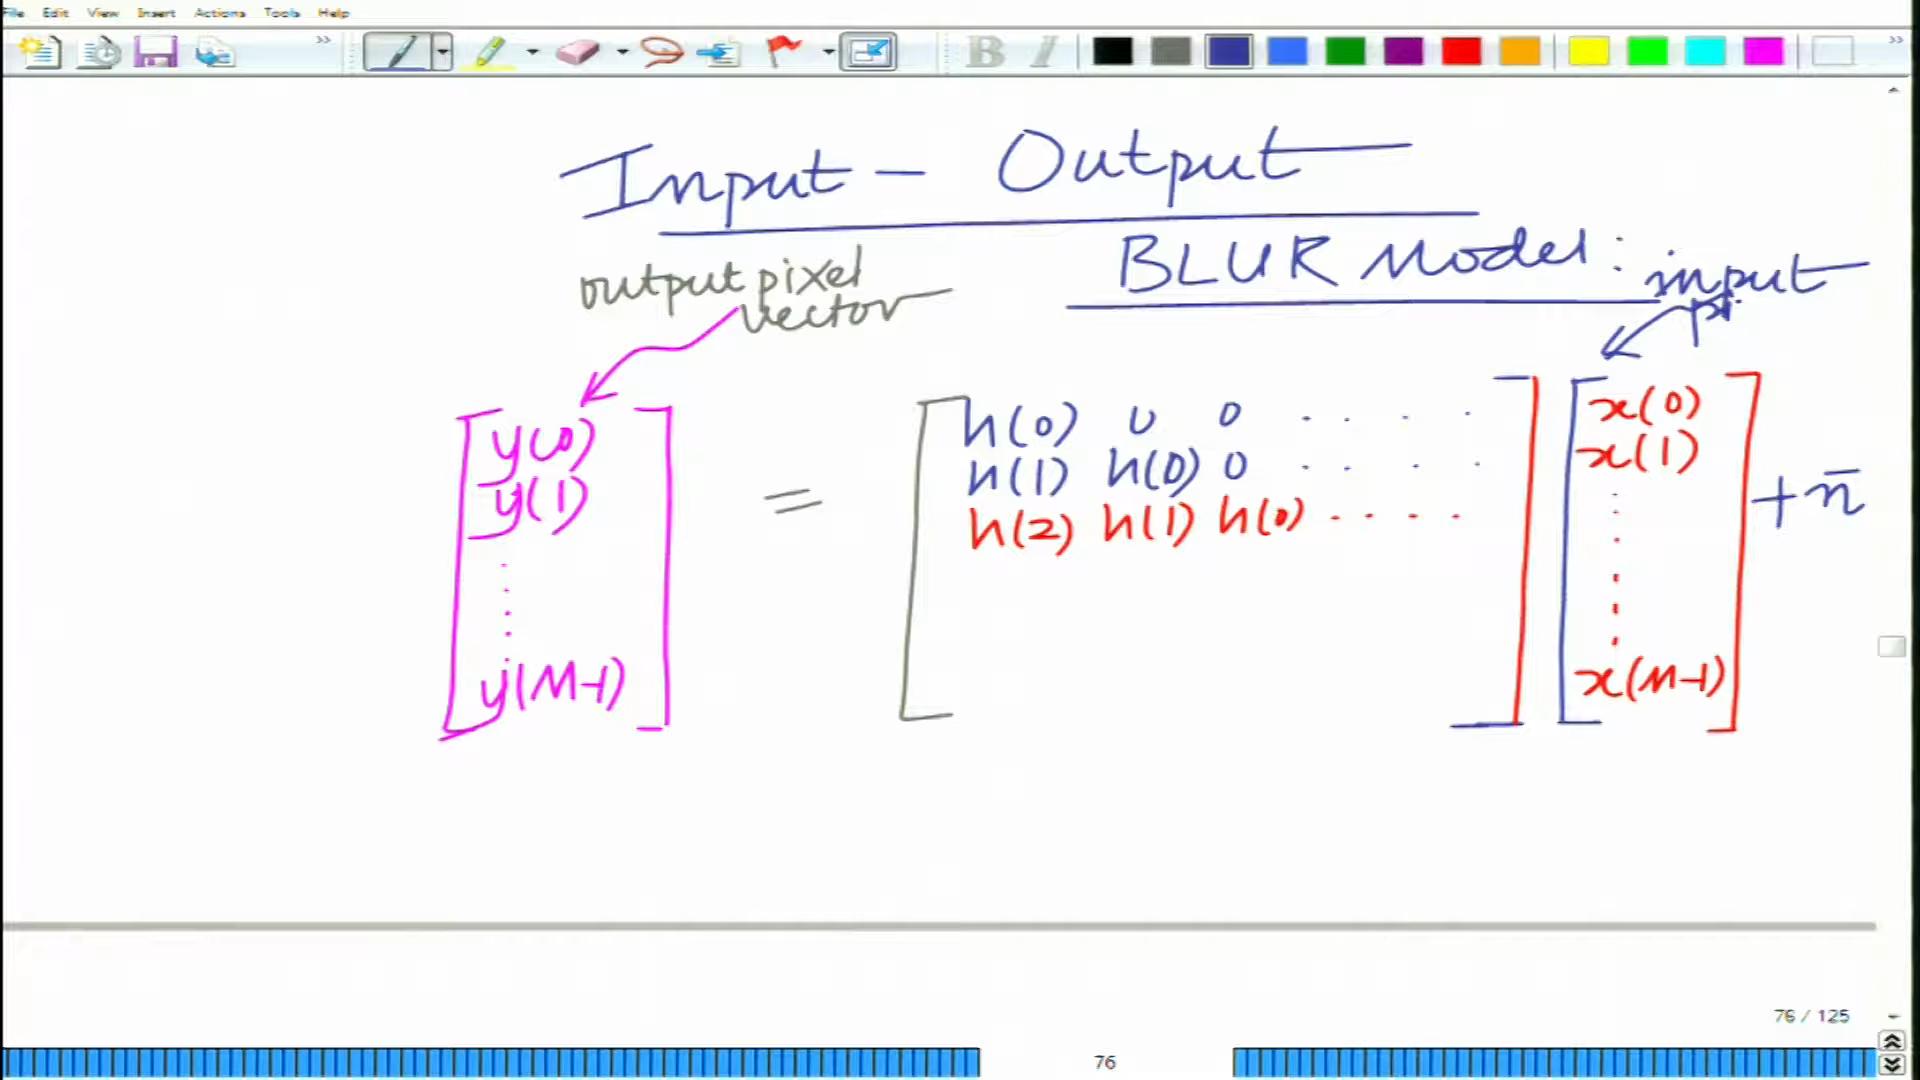 File Edit View Insert Actions Tools Help
B I
Input - Output
BLUR Model:
output pixel
vector
input
pi
y(0)
y(1)
y(M-1)
=
h(0) 0 0 . . . .
h(1) h(0) 0 . . . .
h(2) h(1) h(0) . . . .
x(0)
x(1)
x(M-1)
+ n̄
76 / 125
76